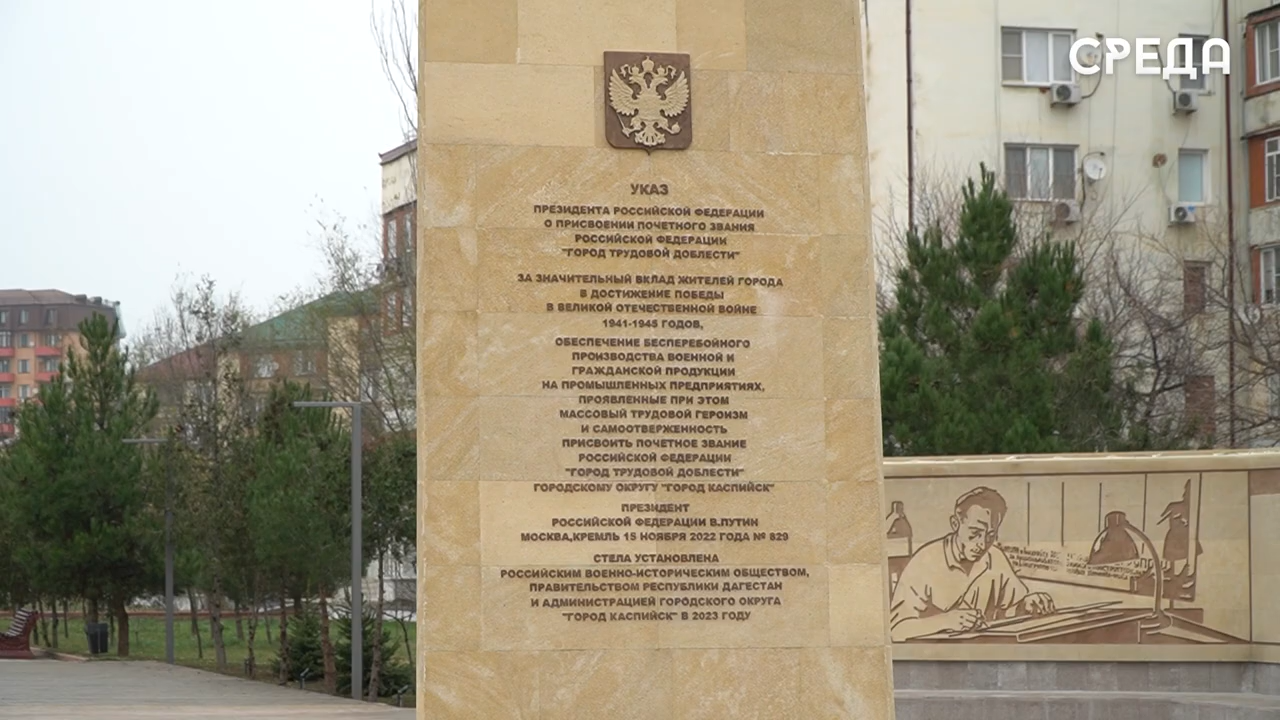 СРЕДА
УКАЗ
ПРЕЗИДЕНТА РОССИЙСКОЙ ФЕДЕРАЦИИ
О ПРИСВОЕНИИ ПОЧЕТНОГО ЗВАНИЯ
РОССИЙСКОЙ ФЕДЕРАЦИИ
"ГОРОД ТРУДОВОЙ ДОБЛЕСТИ"
ЗА ЗНАЧИТЕЛЬНЫЙ ВКЛАД ЖИТЕЛЕЙ ГОРОДА
В ДОСТИЖЕНИЕ ПОБЕДЫ
В ВЕЛИКОЙ ОТЕЧЕСТВЕННОЙ ВОЙНЕ
1941-1945 ГОДОВ,
ОБЕСПЕЧЕНИЕ БЕСПЕРЕБОЙНОГО
ПРОИЗВОДСТВА ВОЕННОЙ И
ГРАЖДАНСКОЙ ПРОДУКЦИИ
НА ПРОМЫШЛЕННЫХ ПРЕДПРИЯТИЯХ,
ПРОЯВЛЕННЫЕ ПРИ ЭТОМ
МАССОВЫЙ ТРУДОВОЙ ГЕРОИЗМ
И САМООТВЕРЖЕННОСТЬ
ПРИСВОИТЬ ПОЧЕТНОЕ ЗВАНИЕ
РОССИЙСКОЙ ФЕДЕРАЦИИ
"ГОРОД ТРУДОВОЙ ДОБЛЕСТИ"
ГОРОДСКОМУ ОКРУГУ "ГОРОД КАСПИЙСК"
ПРЕЗИДЕНТ
РОССИЙСКОЙ ФЕДЕРАЦИИ В.ПУТИН
МОСКВА,КРЕМЛЬ 15 НОЯБРЯ 2022 ГОДА № 829
СТЕЛА УСТАНОВЛЕНА
РОССИЙСКИМ ВОЕННО-ИСТОРИЧЕСКИМ ОБЩЕСТВОМ,
ПРАВИТЕЛЬСТВОМ РЕСПУБЛИКИ ДАГЕСТАН
И АДМИНИСТРАЦИЕЙ ГОРОДСКОГО ОКРУГА
"ГОРОД КАСПИЙСК" В 2023 ГОДУ